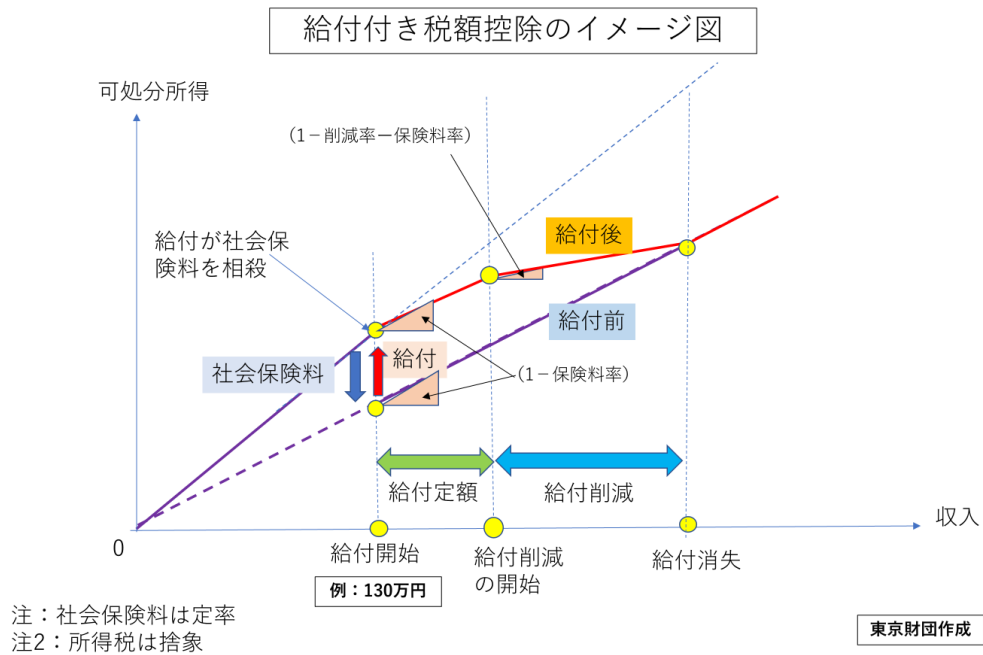 給付付き税額控除のイメージ図
可処分所得
(1－削減率ー保険料率)
給付後
給付が社会保
険料を相殺
給付前
給付
社会保険料
(1－保険料率)
給付定額
給付削減
収入
0
給付開始
給付削減
の開始
給付消失
例：130万円
注：社会保険料は定率
注2：所得税は捨象
東京財団作成